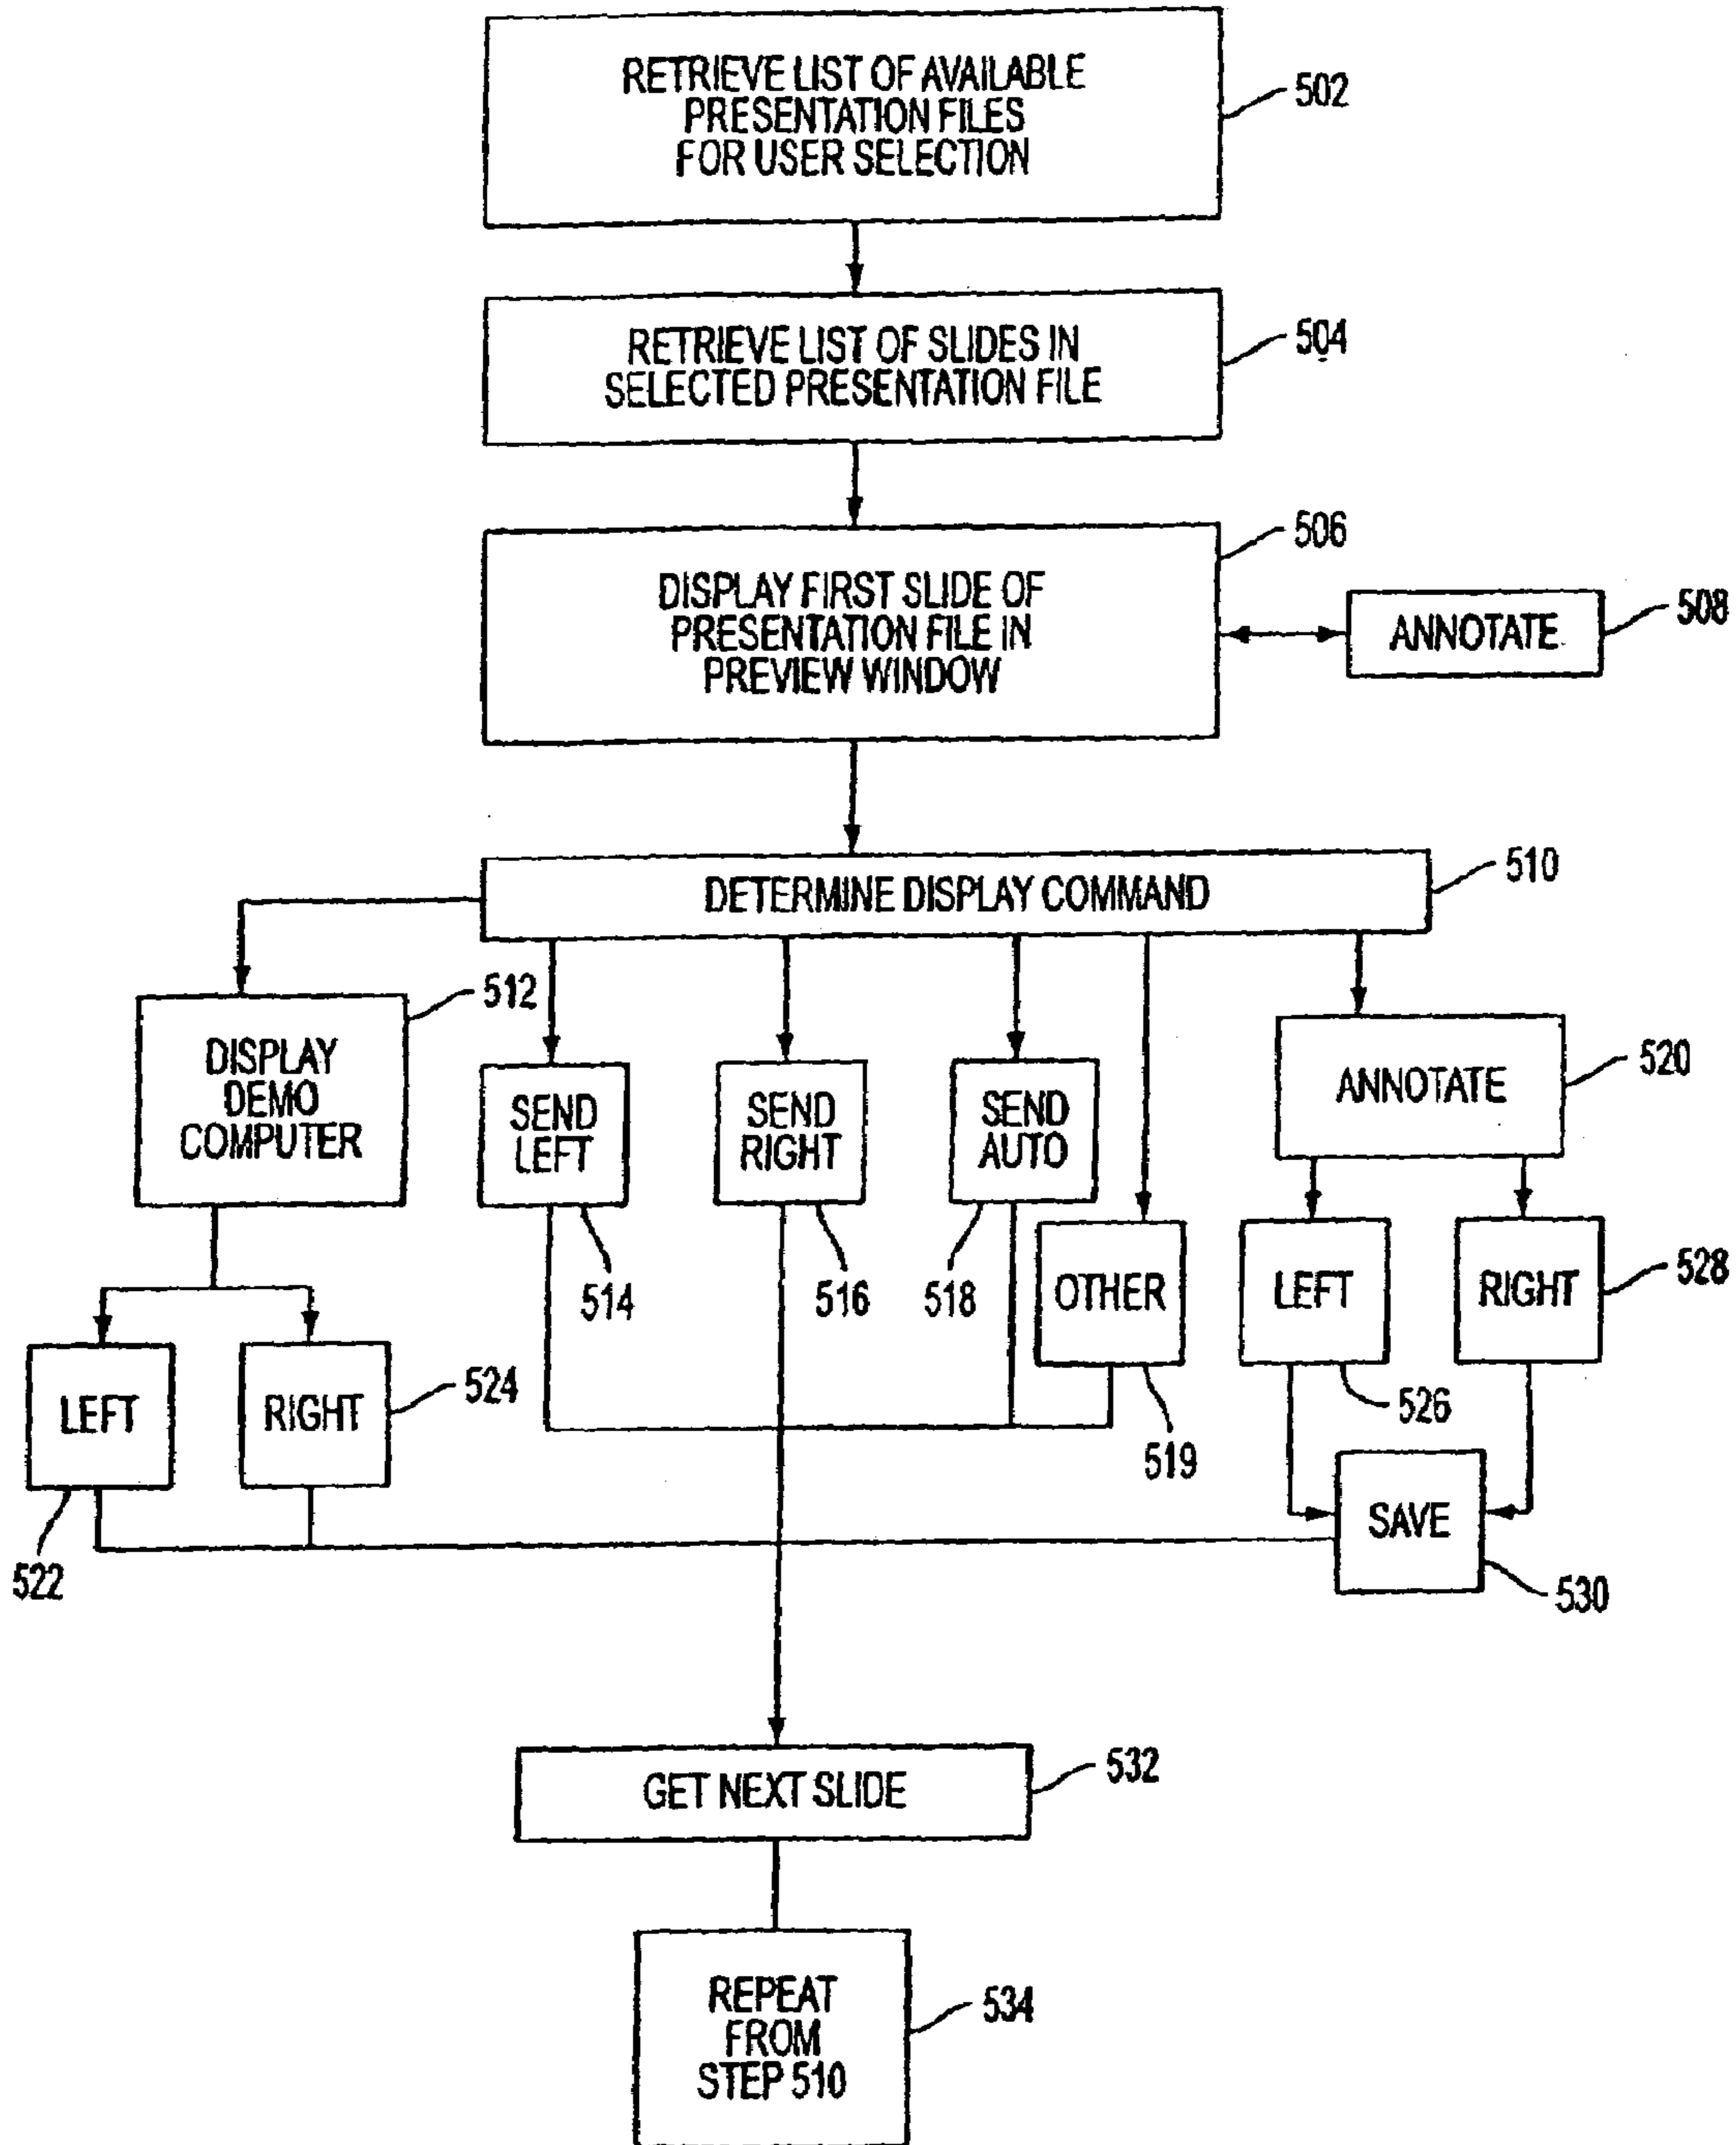 RETRIEVE LIST OF AVAILABLE
PRESENTATION FILES
FOR USER SELECTION
502
RETRIEVE LIST OF SLIDES IN
SELECTED PRESENTATION FILE
504
506
DISPLAY FIRST SLIDE OF
PRESENTATION FILE IN
PREVIEW WINDOW
ANNOTATE
508
DETERMINE DISPLAY COMMAND
510
512
DISPLAY
DEMO
COMPUTER
SEND
LEFT
514
SEND
RIGHT
516
SEND
AUTO
518
OTHER
519
ANNOTATE
520
LEFT
522
RIGHT
524
LEFT
526
RIGHT
528
SAVE
530
GET NEXT SLIDE
532
REPEAT
FROM
STEP 510
534